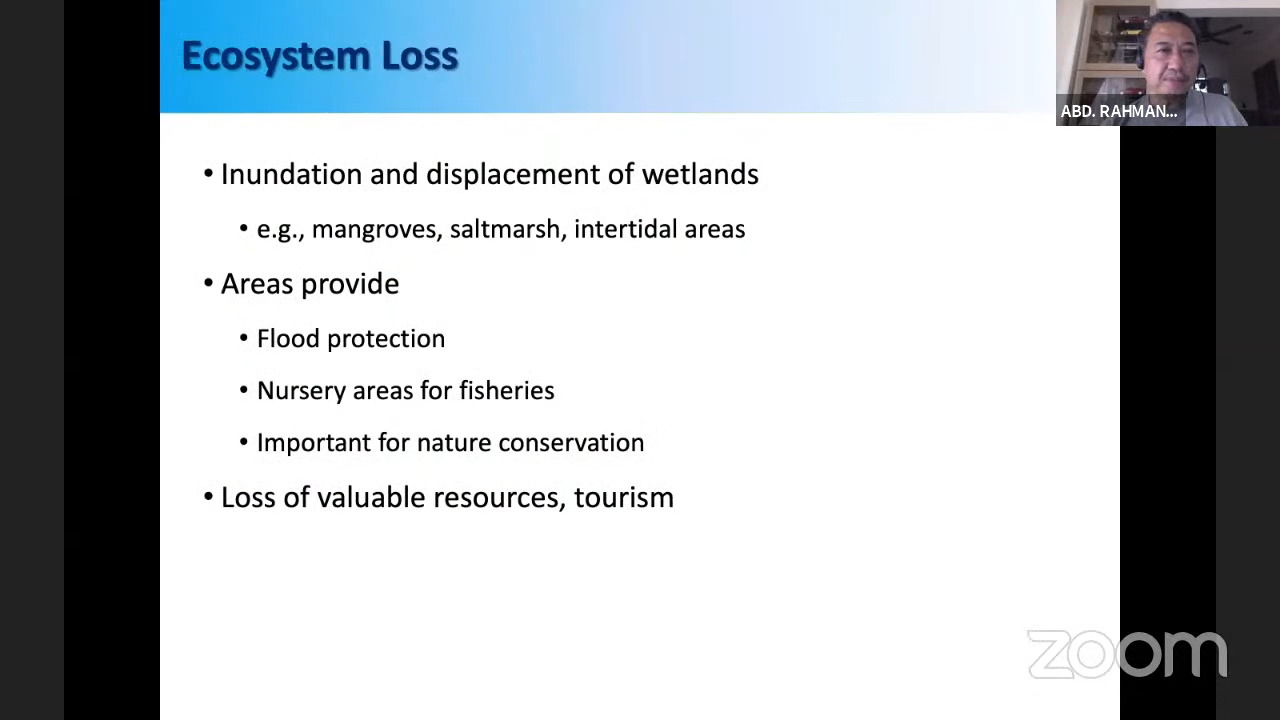 Ecosystem Loss
ABD. RAHMAN...
• Inundation and displacement of wetlands
• e.g., mangroves, saltmarsh, intertidal areas
• Areas provide
• Flood protection
• Nursery areas for fisheries
• Important for nature conservation
• Loss of valuable resources, tourism
zoom